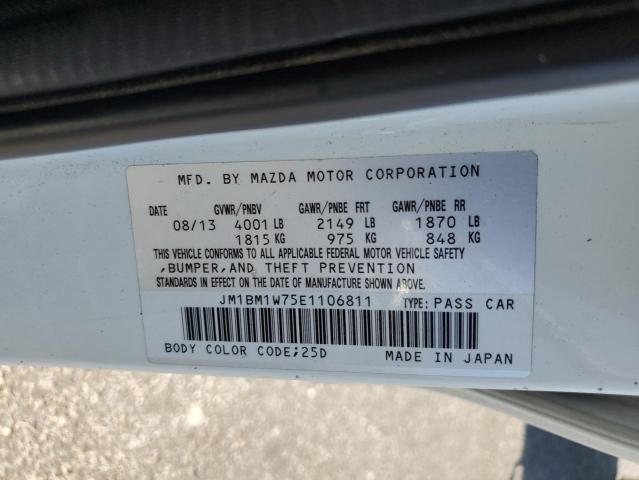 MFD. BY MAZDA MOTOR CORPORATION
DATE GVWR/PNBV GAWR/PNBE FRT GAWR/PNBE RR
08/13 4001 LB 2149 LB 1870 LB
1815 KG 975 KG 848 KG
THIS VEHICLE CONFORMS TO ALL APPLICABLE FEDERAL MOTOR VEHICLE SAFETY
,BUMPER,AND THEFT PREVENTION
STANDARDS IN EFFECT ON THE DATE OF MANUFACTURE SHOWN ABOVE.
JM1BM1W75E1106811 TYPE: PASS CAR
BODY COLOR CODE;25D MADE IN JAPAN